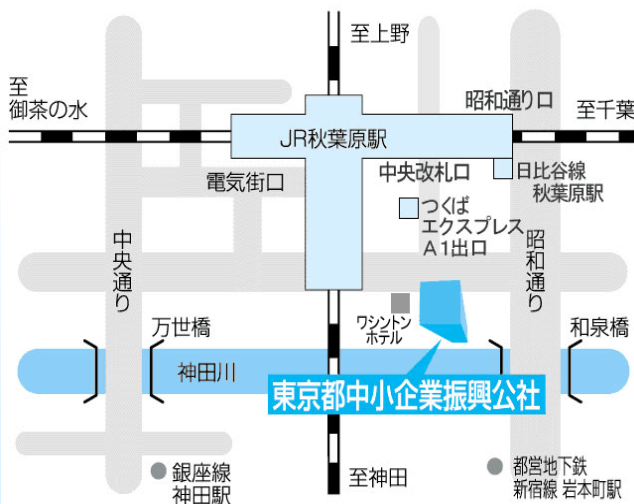 至上野
至
御茶の水
昭和通り口
至千葉
JR秋葉原駅
電気街口
中央改札口
日比谷線
秋葉原駅
つくば
エクスプレス
A1出口
中央通り
昭和通り
ワシントン
ホテル
万世橋
和泉橋
神田川
東京都中小企業振興公社
銀座線
神田駅
至神田
都営地下鉄
新宿線 岩本町駅